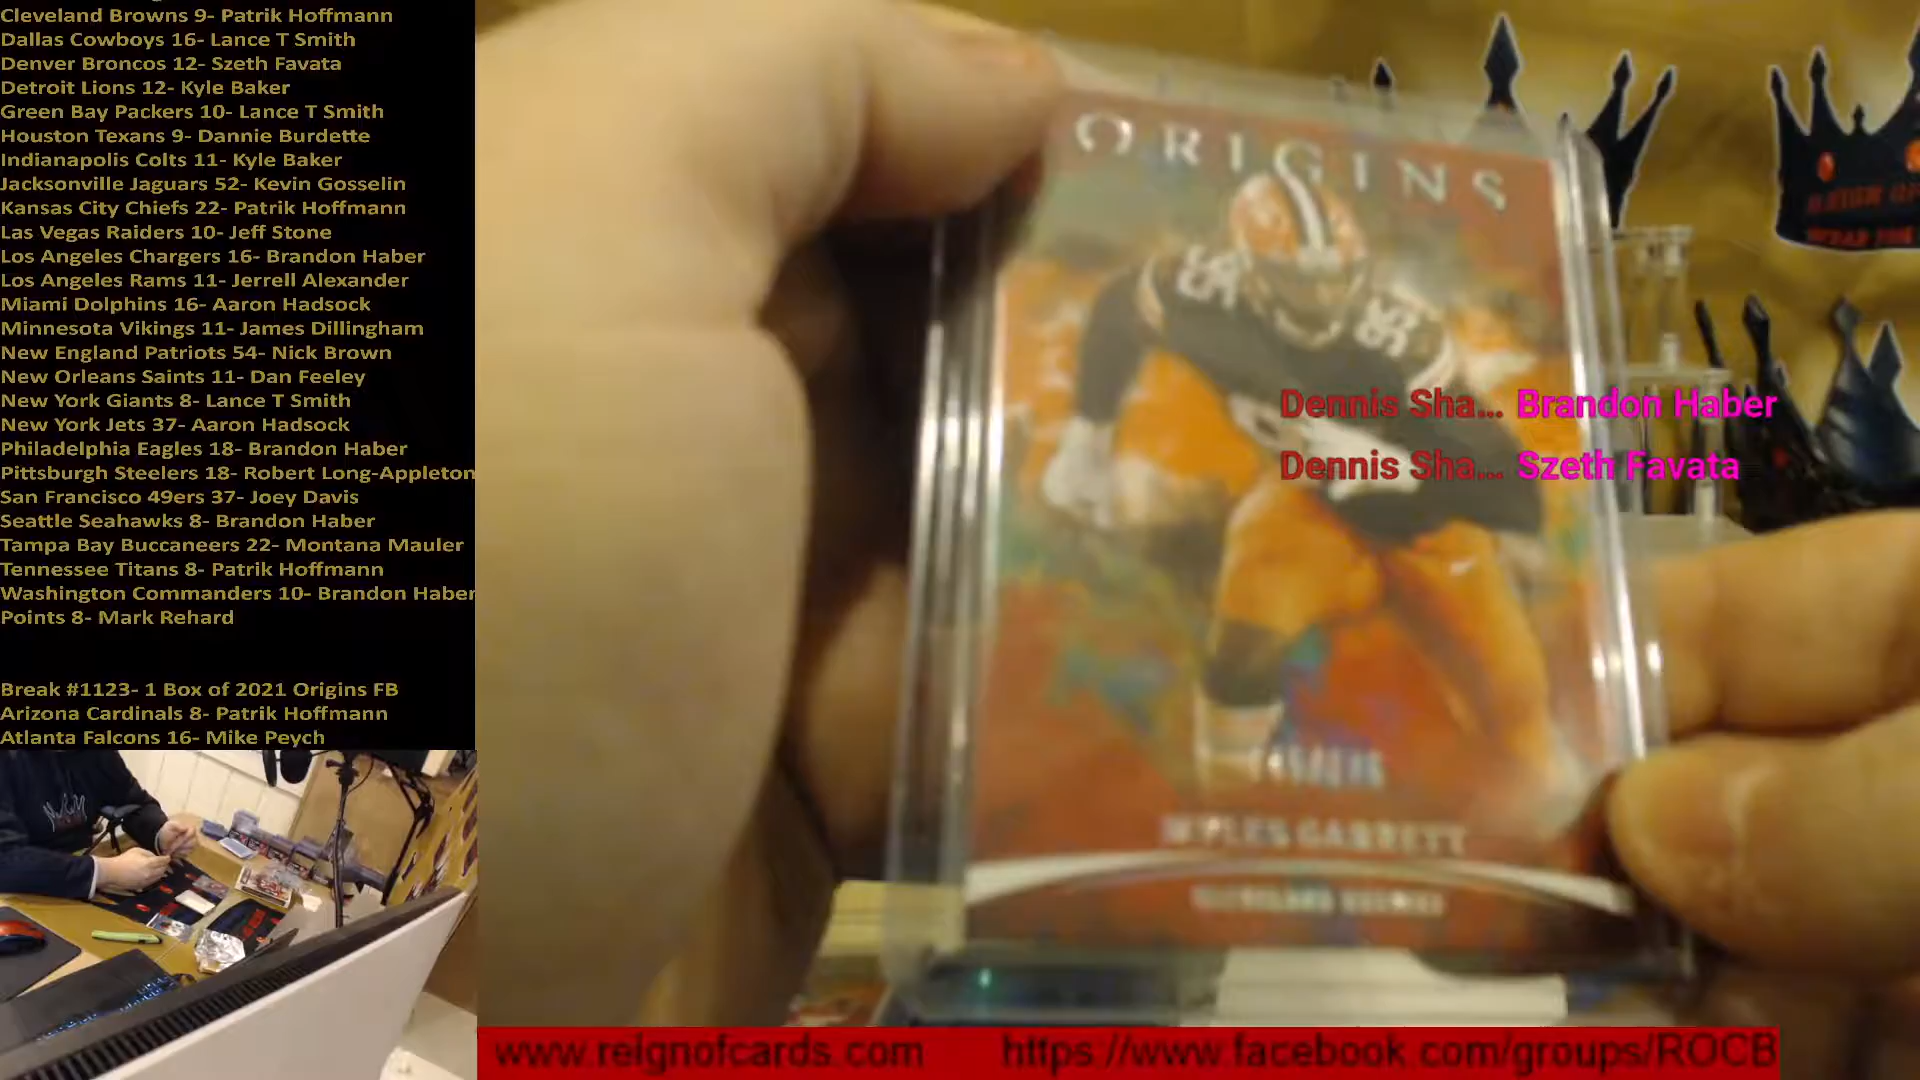 Cleveland Browns 9- Patrik Hoffmann
Dallas Cowboys 16- Lance T Smith
Denver Broncos 12- Szeth Favata
Detroit Lions 12- Kyle Baker
Green Bay Packers 10- Lance T Smith
Houston Texans 9- Dannie Burdette
Indianapolis Colts 11- Kyle Baker
Jacksonville Jaguars 52- Kevin Gosselin
Kansas City Chiefs 22- Patrik Hoffmann
Las Vegas Raiders 10- Jeff Stone
Los Angeles Chargers 16- Brandon Haber
Los Angeles Rams 11- Jerrell Alexander
Miami Dolphins 16- Aaron Hadsock
Minnesota Vikings 11- James Dillingham
New England Patriots 54- Nick Brown
New Orleans Saints 11- Dan Feeley
New York Giants 8- Lance T Smith
New York Jets 37- Aaron Hadsock
Philadelphia Eagles 18- Brandon Haber
Pittsburgh Steelers 18- Robert Long-Appleton
San Francisco 49ers 37- Joey Davis
Seattle Seahawks 8- Brandon Haber
Tampa Bay Buccaneers 22- Montana Mauler
Tennessee Titans 8- Patrik Hoffmann
Washington Commanders 10- Brandon Haber
Points 8- Mark Rehard
Break #1123- 1 Box of 2021 Origins FB
Arizona Cardinals 8- Patrik Hoffmann
Atlanta Falcons 16- Mike Peych
ORIGINS
95 95
Dennis Sha... Brandon Haber
Dennis Sha... Szeth Favata
MYLES GARRETT
CLEVELAND BROWNS
REIGN OF
www.reignofcards.com https://www.facebook.com/groups/ROCB